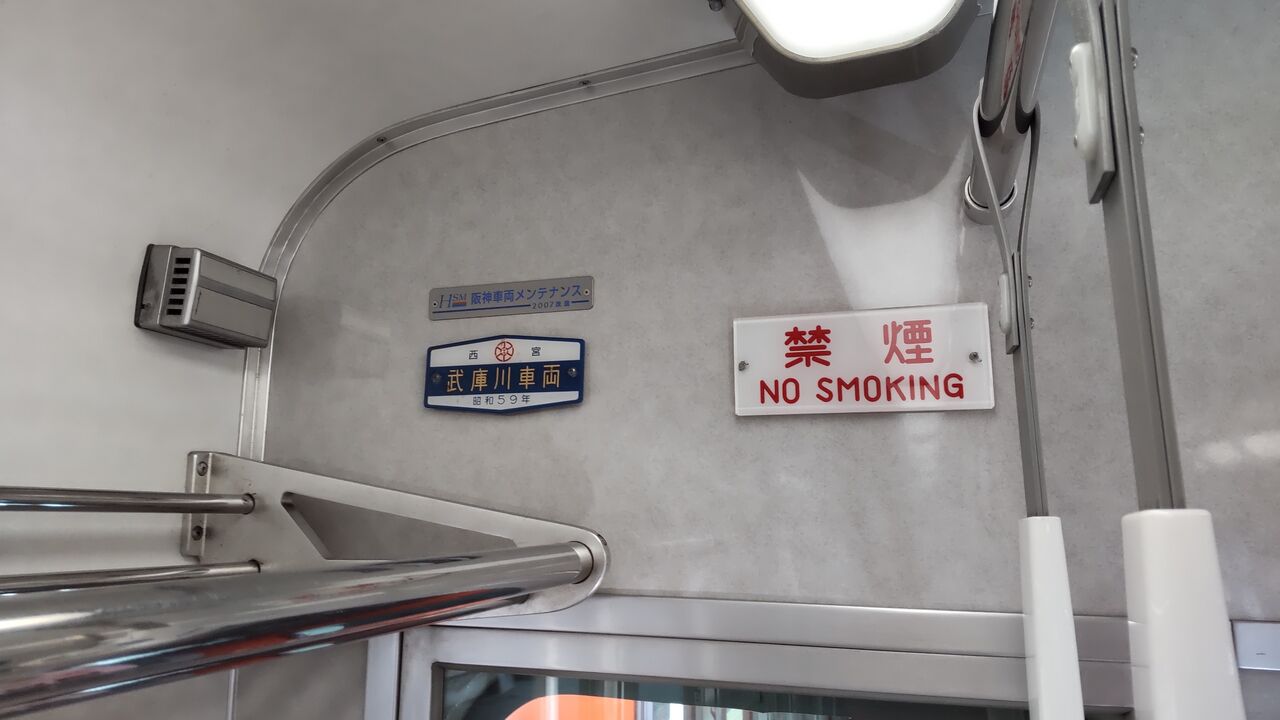 HSM 阪神車両メンテナンス
2007改造
西宮
武庫川車両
昭和59年
禁煙
NO SMOKING